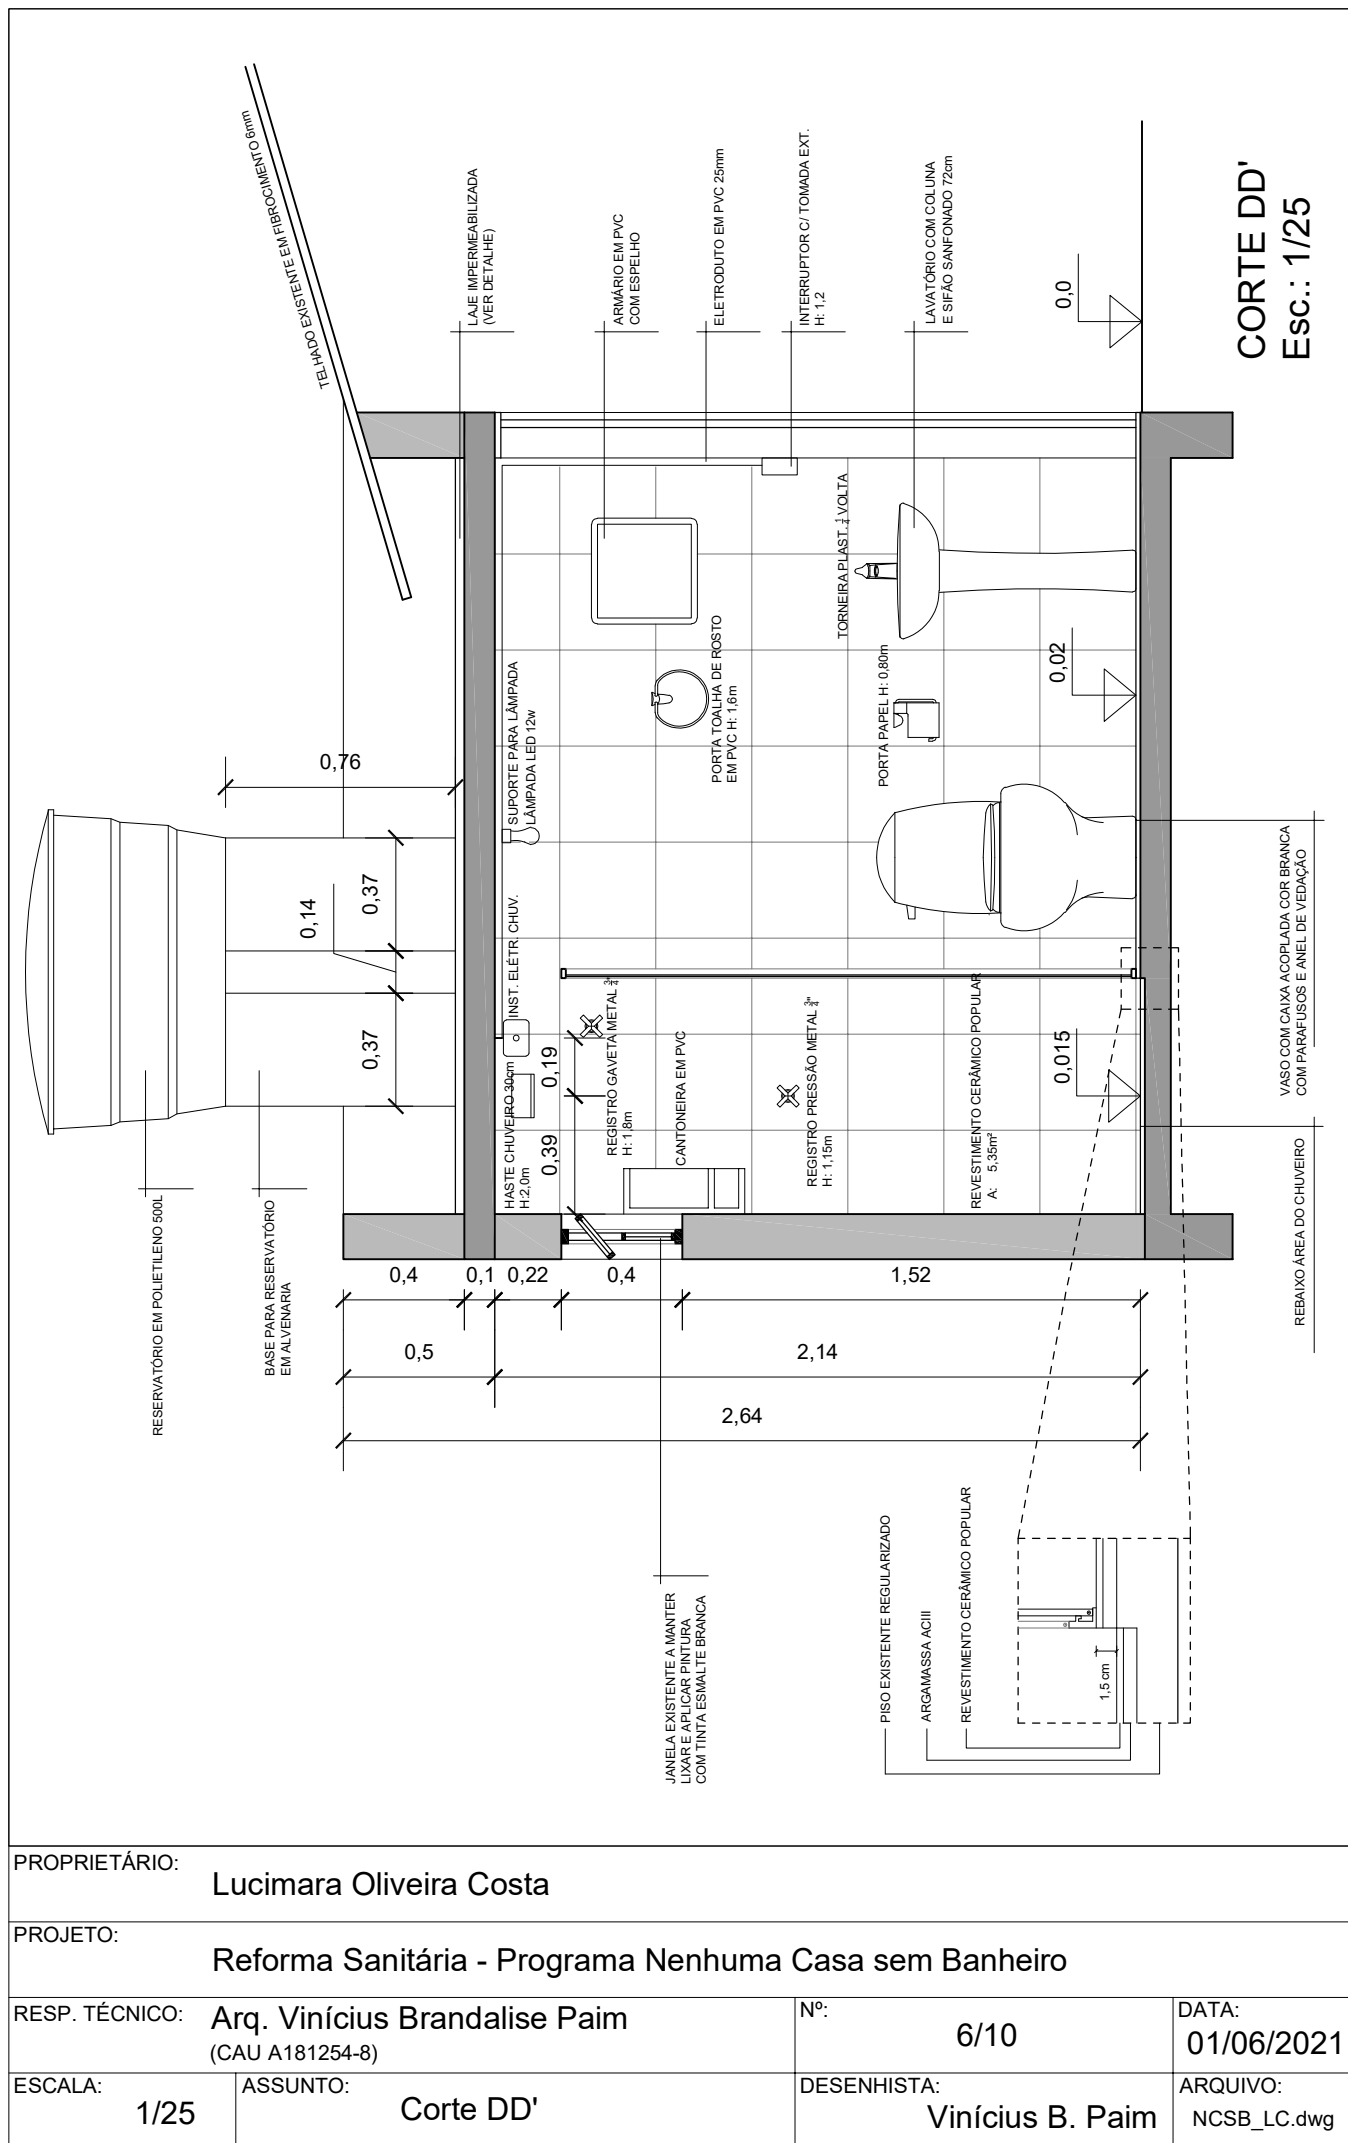 TELHADO EXISTENTE EM FIBROCIMENTO 6mm
LAJE IMPERMEABILIZADA
(VER DETALHE)
ARMÁRIO EM PVC
COM ESPELHO
ELETRODUTO EM PVC 25mm
INTERRUPTOR C/ TOMADA EXT.
H: 1,2
LAVATÓRIO COM COLUNA
E SIFÃO SANFONADO 72cm
0,0
CORTE DD'
Esc.: 1/25
TORNEIRA PLAST. ¼ VOLTA
PORTA TOALHA DE ROSTO
EM PVC H: 1,6m
PORTA PAPEL H: 0,80m
0,02
SUPORTE PARA LÂMPADA
LÂMPADA LED 12w
0,76
0,37
0,14
0,37
INST. ELÉTR. CHUV.
HASTE CHUVEIRO 30cm
H:2,0m
0,19
0,39
REGISTRO GAVETA METAL ¾"
H: 1,8m
CANTONEIRA EM PVC
REGISTRO PRESSÃO METAL ¾"
H: 1,15m
REVESTIMENTO CERÂMICO POPULAR
A: 5,35m²
0,015
VASO COM CAIXA ACOPLADA COR BRANCA
COM PARAFUSOS E ANEL DE VEDAÇÃO
REBAIXO ÁREA DO CHUVEIRO
RESERVATÓRIO EM POLIETILENO 500L
BASE PARA RESERVATÓRIO
EM ALVENARIA
0,4
0,1
0,22
0,4
1,52
0,5
2,14
2,64
JANELA EXISTENTE A MANTER
LIXAR E APLICAR PINTURA
COM TINTA ESMALTE BRANCA
PISO EXISTENTE REGULARIZADO
ARGAMASSA ACIII
REVESTIMENTO CERÂMICO POPULAR
1,5 cm
PROPRIETÁRIO:
Lucimara Oliveira Costa
PROJETO:
Reforma Sanitária - Programa Nenhuma Casa sem Banheiro
RESP. TÉCNICO: Arq. Vinícius Brandalise Paim
(CAU A181254-8)
Nº:
6/10
DATA:
01/06/2021
ESCALA:
1/25
ASSUNTO:
Corte DD'
DESENHISTA:
Vinícius B. Paim
ARQUIVO:
NCSB_LC.dwg